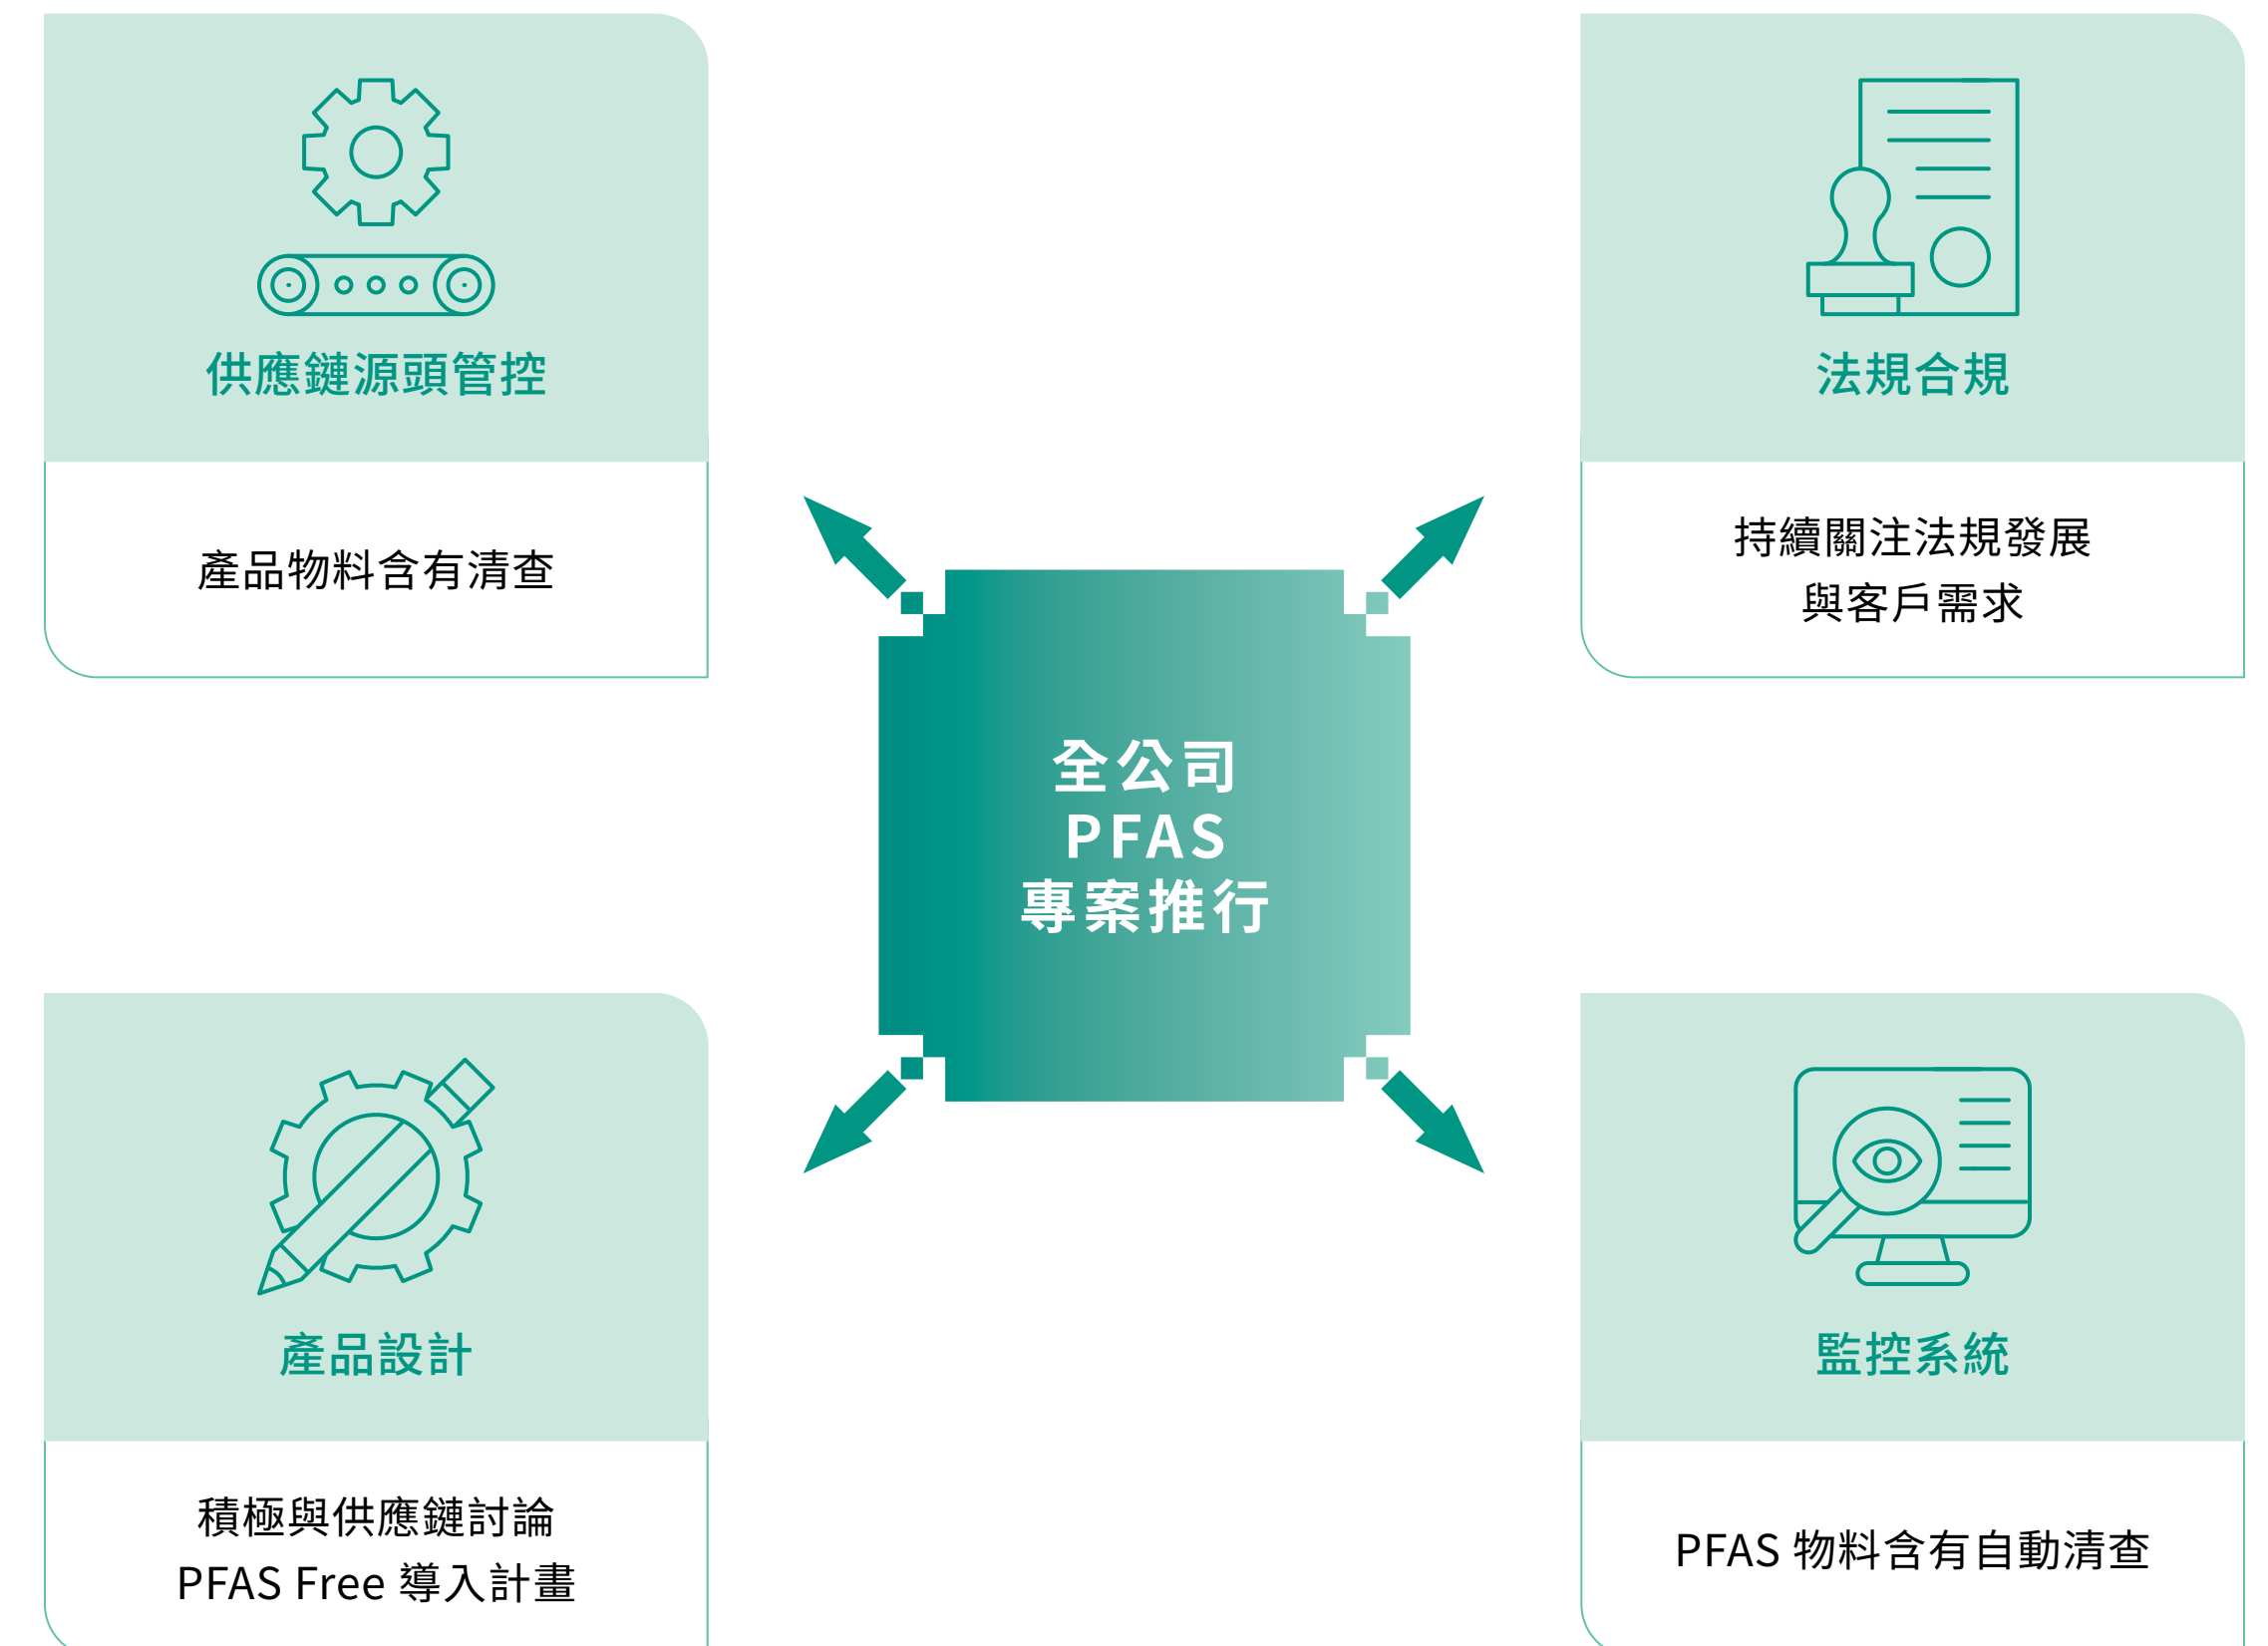 供應鏈源頭管控
產品物料含有清查
法規合規
持續關注法規發展
與客戶需求
全公司
PFAS
專案推行
產品設計
積極與供應鏈討論
PFAS Free 導入計畫
監控系統
PFAS 物料含有自動清查